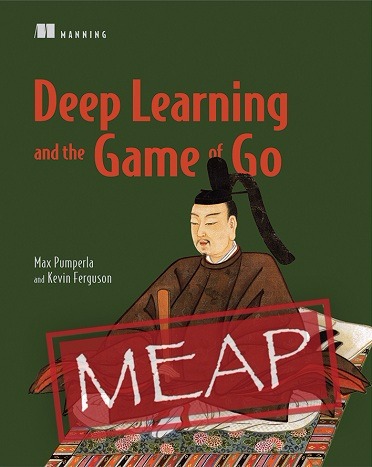 MANNING
Deep Learning
and the Game of Go
Max Pumperla
and Kevin Ferguson
MEAP